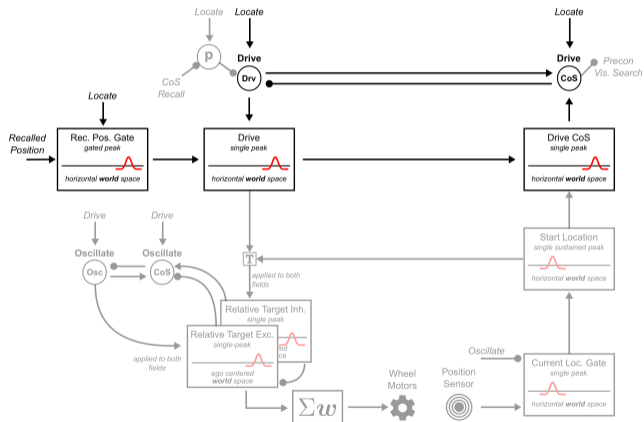 Locate
Locate
Locate
p
Drive
Drive
Precon
Vis. Search
CoS
Recall
Drv
CoS
Locate
Recalled
Position
Rec. Pos. Gate
gated peak
horizontal world space
Drive
single peak
horizontal world space
Drive CoS
single peak
horizontal world space
Drive
Drive
Oscillate
Oscillate
Osc
CoS
T
applied to both
fields
Start Location
single sustained peak
horizontal world space
Relative Target Inh.
single peak
Relative Target Exc.
single-peak
ego centered
world space
applied to both
fields
Oscillate
Current Loc. Gate
single peak
horizontal world space
Σw
Wheel
Motors
Position
Sensor